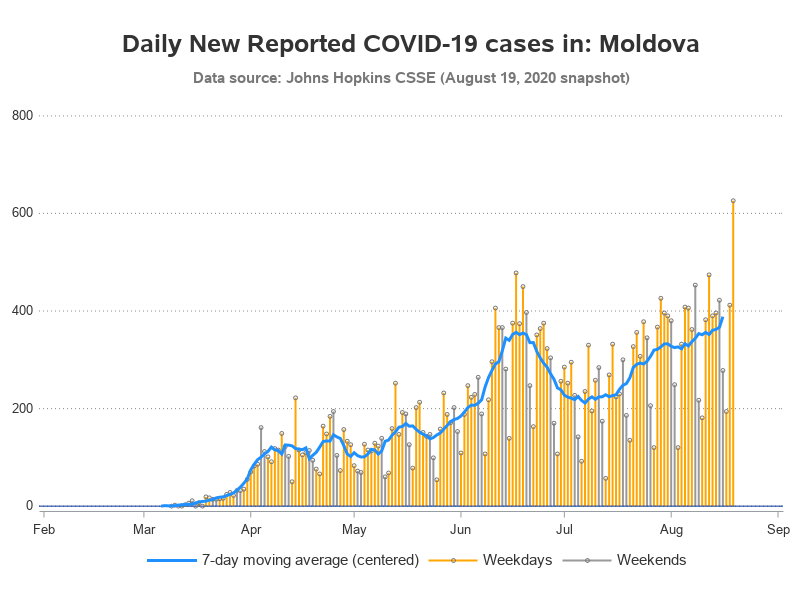 Daily New Reported COVID-19 cases in: Moldova
Data source: Johns Hopkins CSSE (August 19, 2020 snapshot)
800
600
400
200
0
Feb Mar Apr May Jun Jul Aug Sep
7-day moving average (centered) Weekdays Weekends